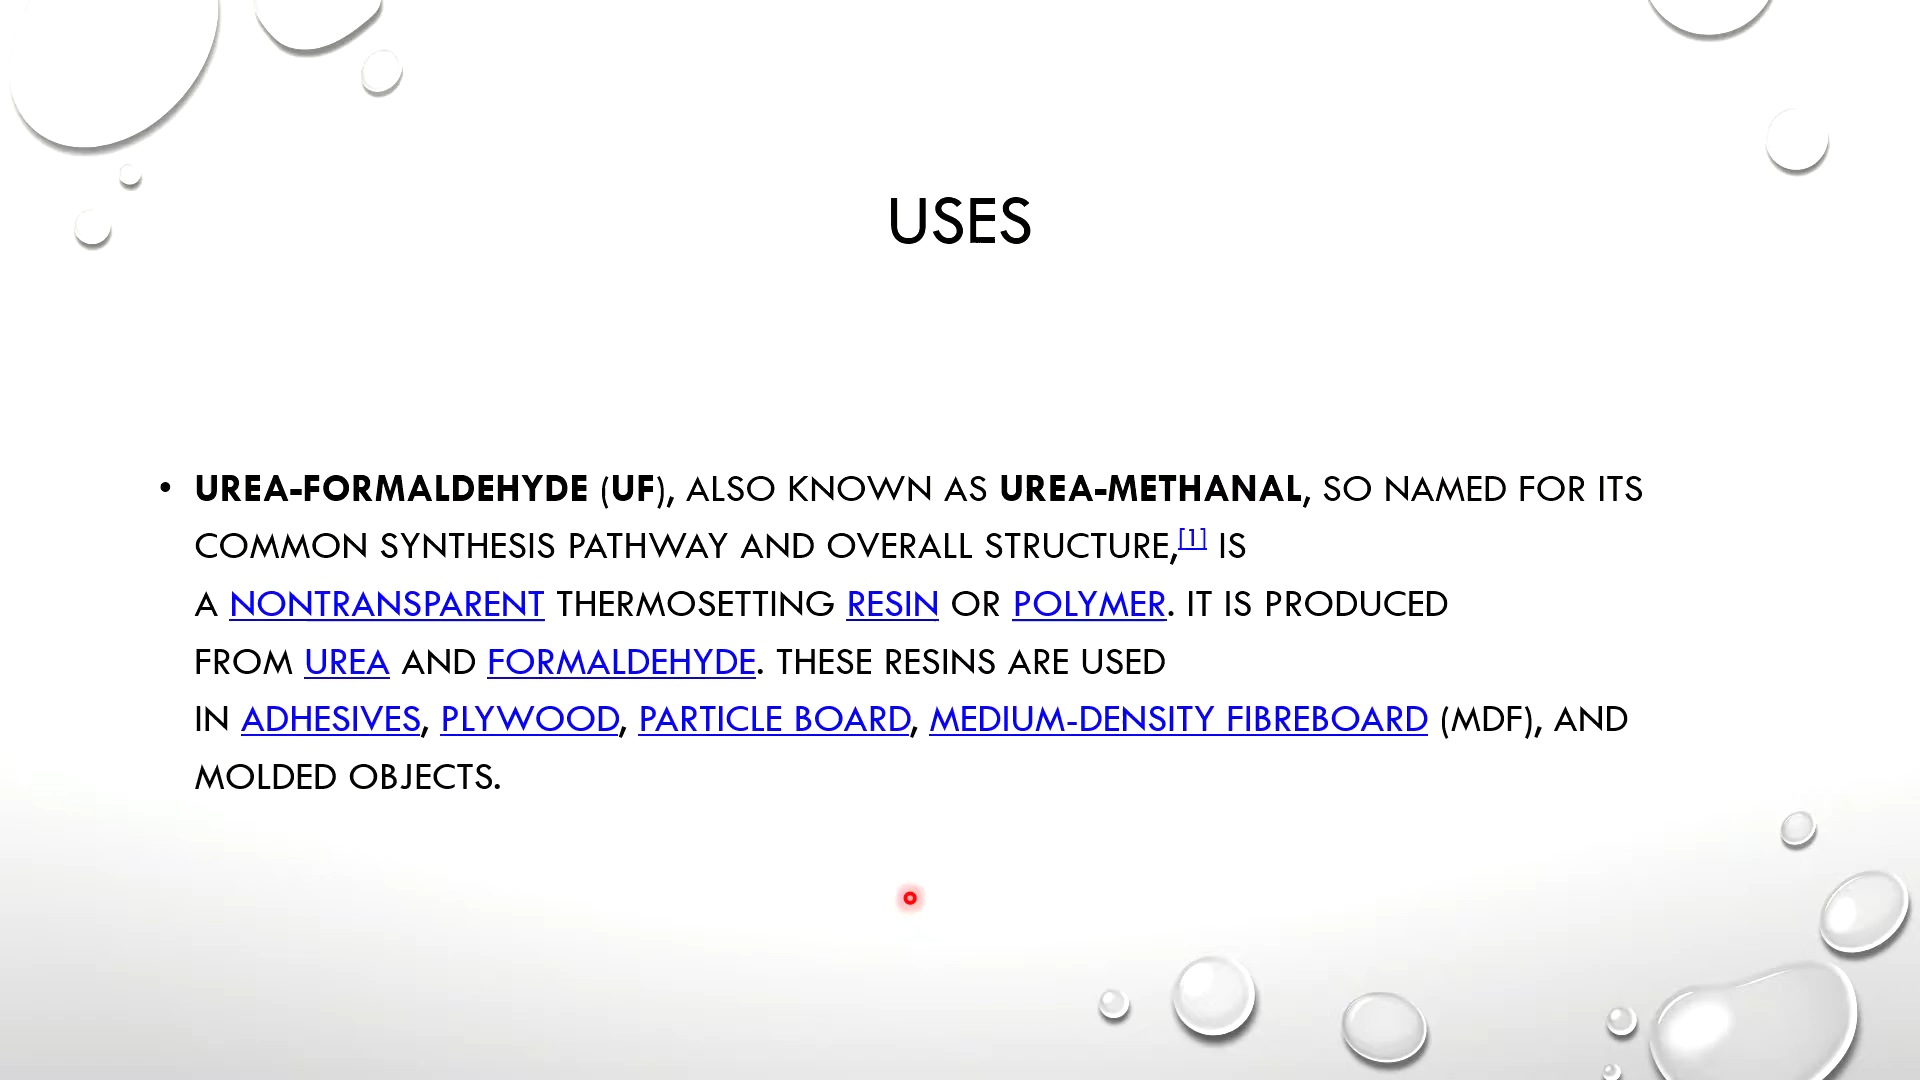 USES
• UREA-FORMALDEHYDE (UF), ALSO KNOWN AS UREA-METHANAL, SO NAMED FOR ITS
COMMON SYNTHESIS PATHWAY AND OVERALL STRUCTURE,[1] IS
A NONTRANSPARENT THERMOSETTING RESIN OR POLYMER. IT IS PRODUCED
FROM UREA AND FORMALDEHYDE. THESE RESINS ARE USED
IN ADHESIVES, PLYWOOD, PARTICLE BOARD, MEDIUM-DENSITY FIBREBOARD (MDF), AND
MOLDED OBJECTS.